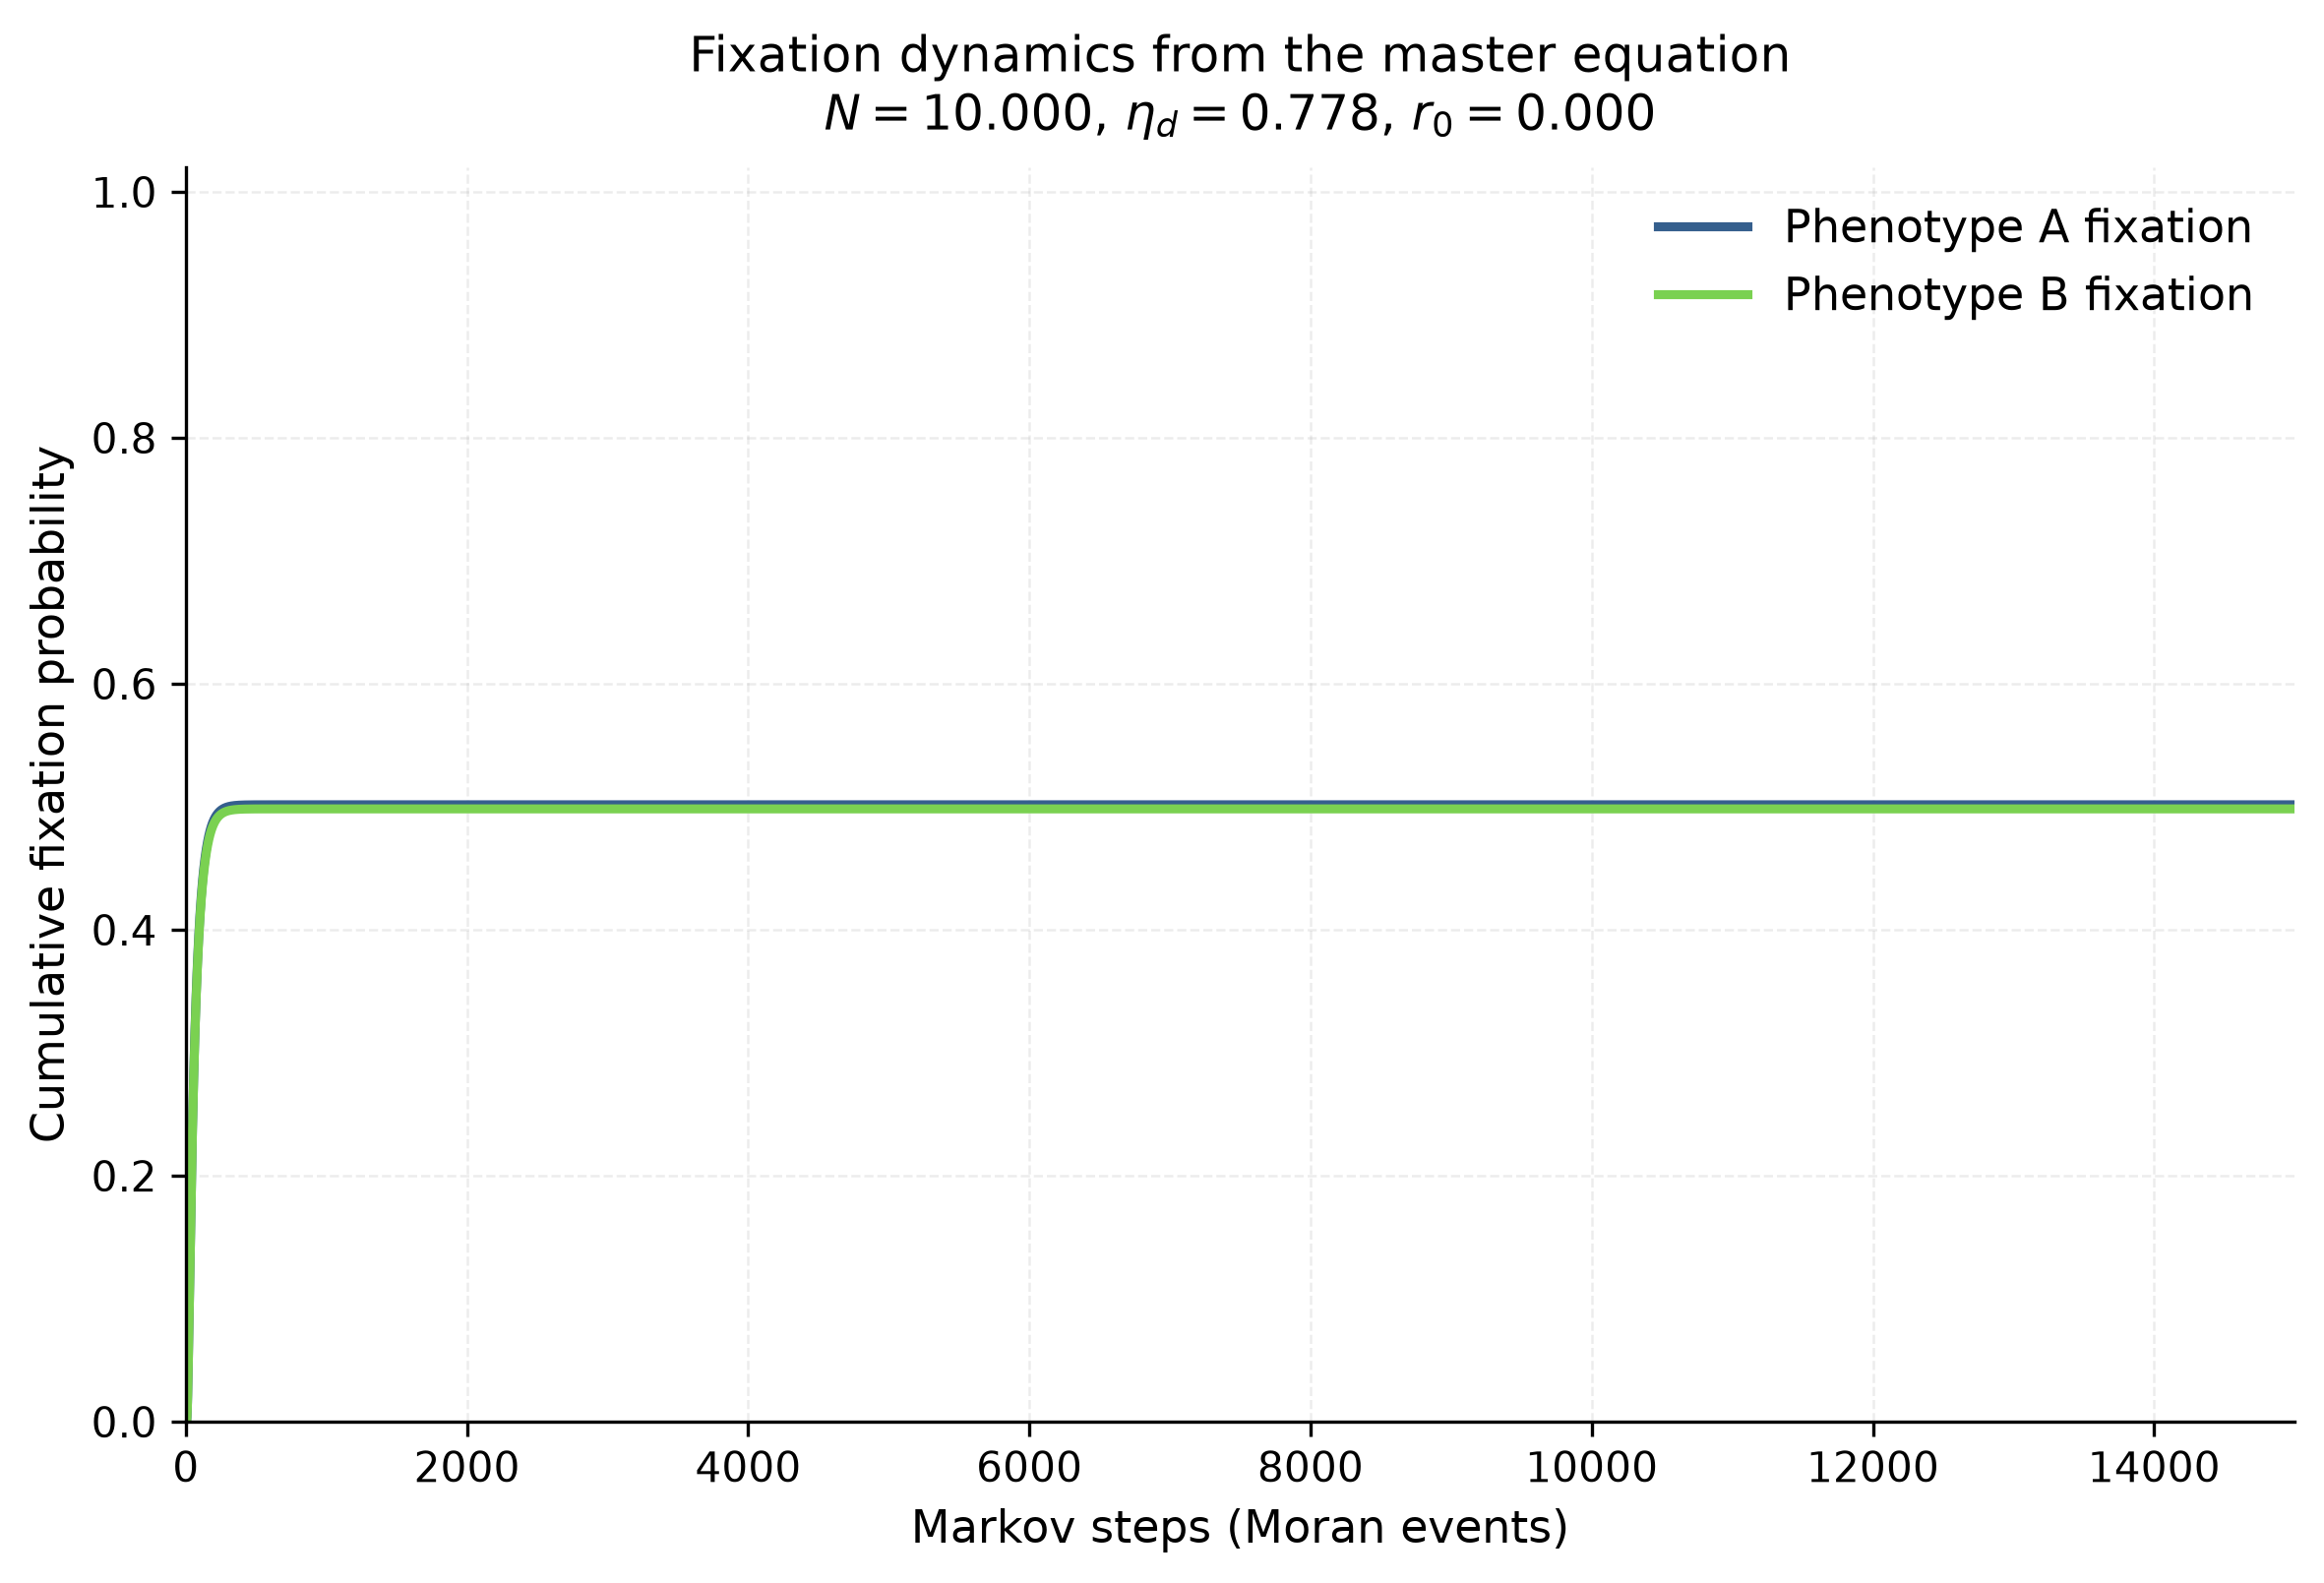 Fixation dynamics from the master equation
N = 10.000, η_d = 0.778, r_0 = 0.000
Phenotype A fixation
Phenotype B fixation
Cumulative fixation probability
1.0
0.8
0.6
0.4
0.2
0.0
0 2000 4000 6000 8000 10000 12000 14000
Markov steps (Moran events)